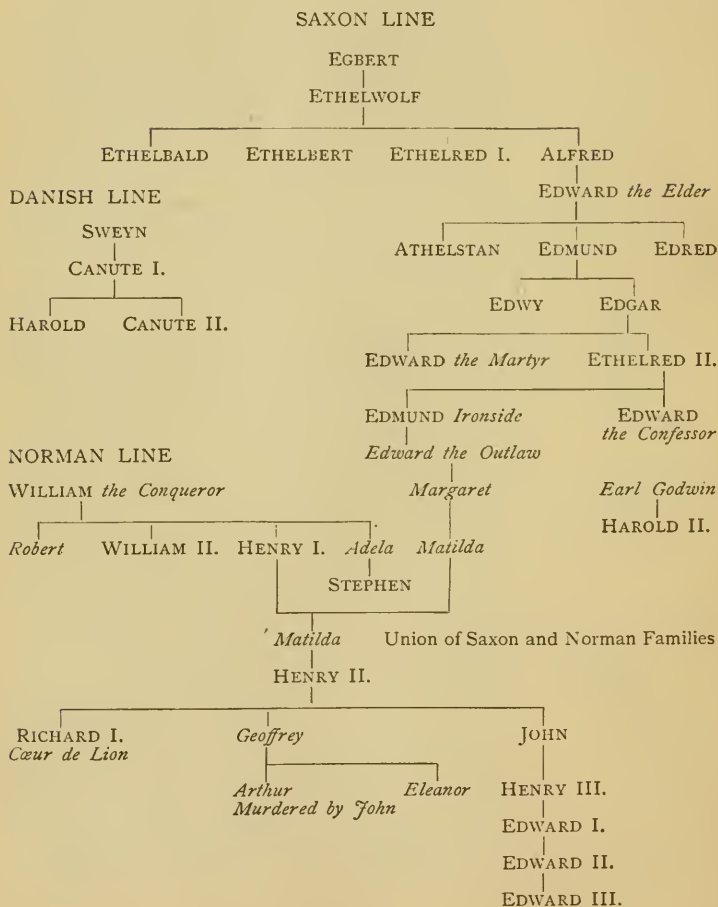 SAXON LINE
EGBERT
ETHELWOLF
ETHELBALD ETHELBERT ETHELRED I. ALFRED
EDWARD the Elder
DANISH LINE
SWEYN
CANUTE I.
HAROLD CANUTE II.
ATHELSTAN EDMUND EDRED
EDWY EDGAR
EDWARD the Martyr ETHELRED II.
EDMUND Ironside EDWARD
the Confessor
Edward the Outlaw
NORMAN LINE
WILLIAM the Conqueror
Margaret Earl Godwin
HAROLD II.
Robert WILLIAM II. HENRY I. Adela Matilda
STEPHEN
Matilda Union of Saxon and Norman Families
HENRY II.
RICHARD I. Geoffrey JOHN
Cœur de Lion
Arthur Eleanor HENRY III.
Murdered by John
EDWARD I.
EDWARD II.
EDWARD III.